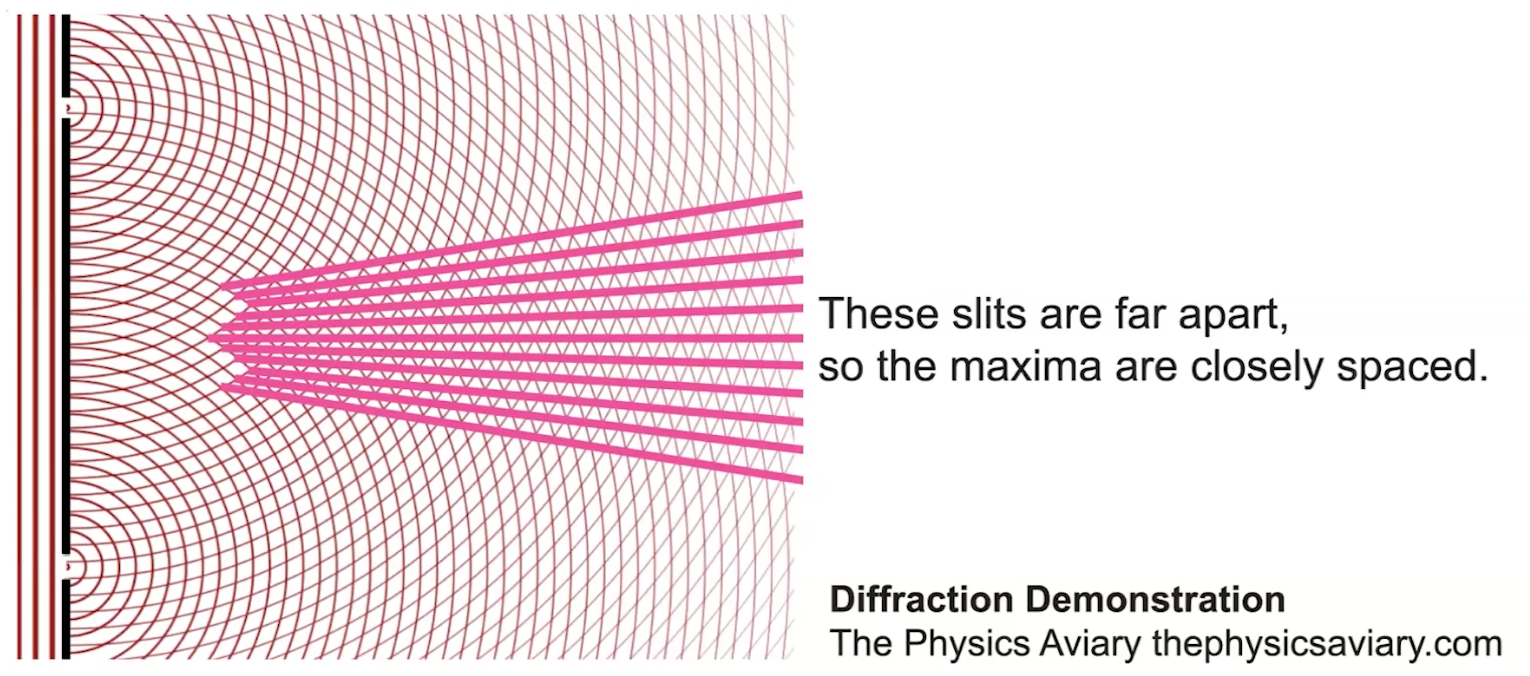 These slits are far apart,
so the maxima are closely spaced.
Diffraction Demonstration
The Physics Aviary thephysicsaviary.com